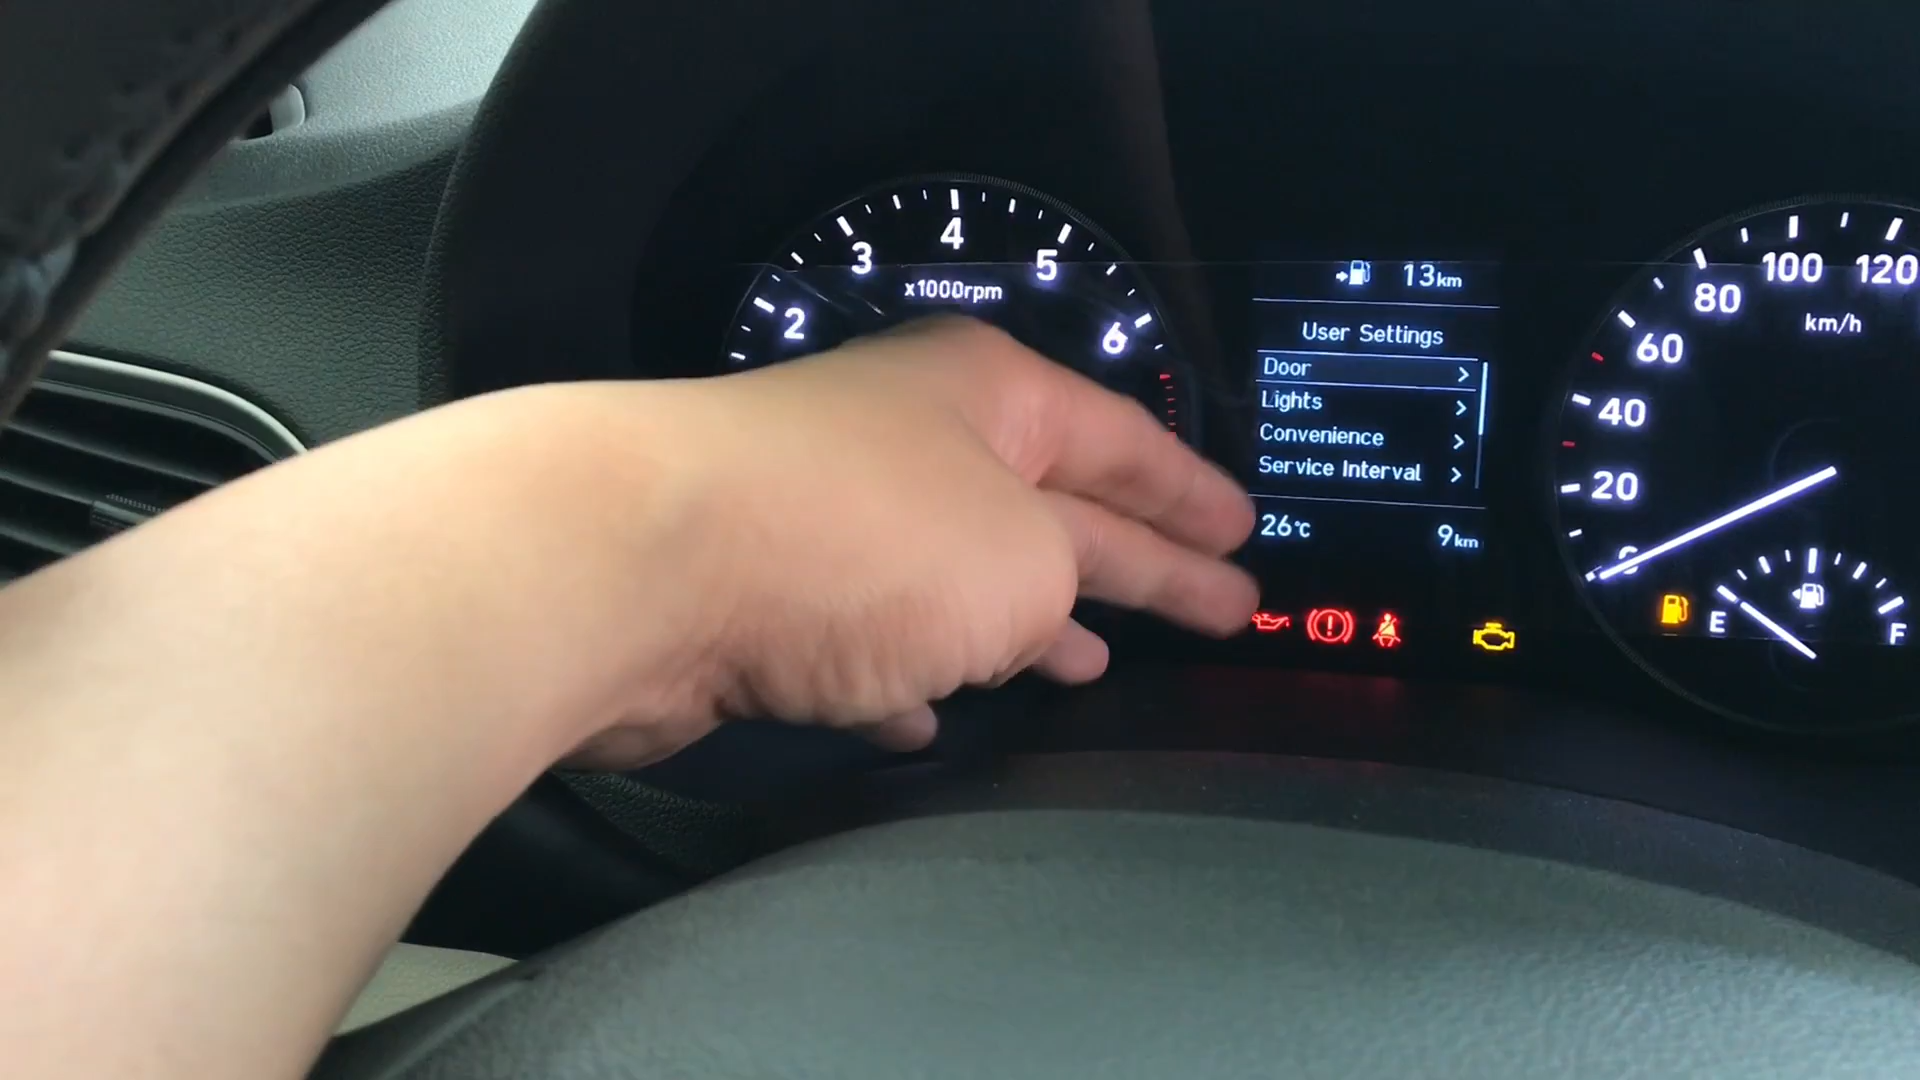 2
3
4
5
6
x1000rpm
13km
User Settings
Door
Lights
Convenience
Service Interval
26℃
9km
20
40
60
80
100
120
km/h
E
F